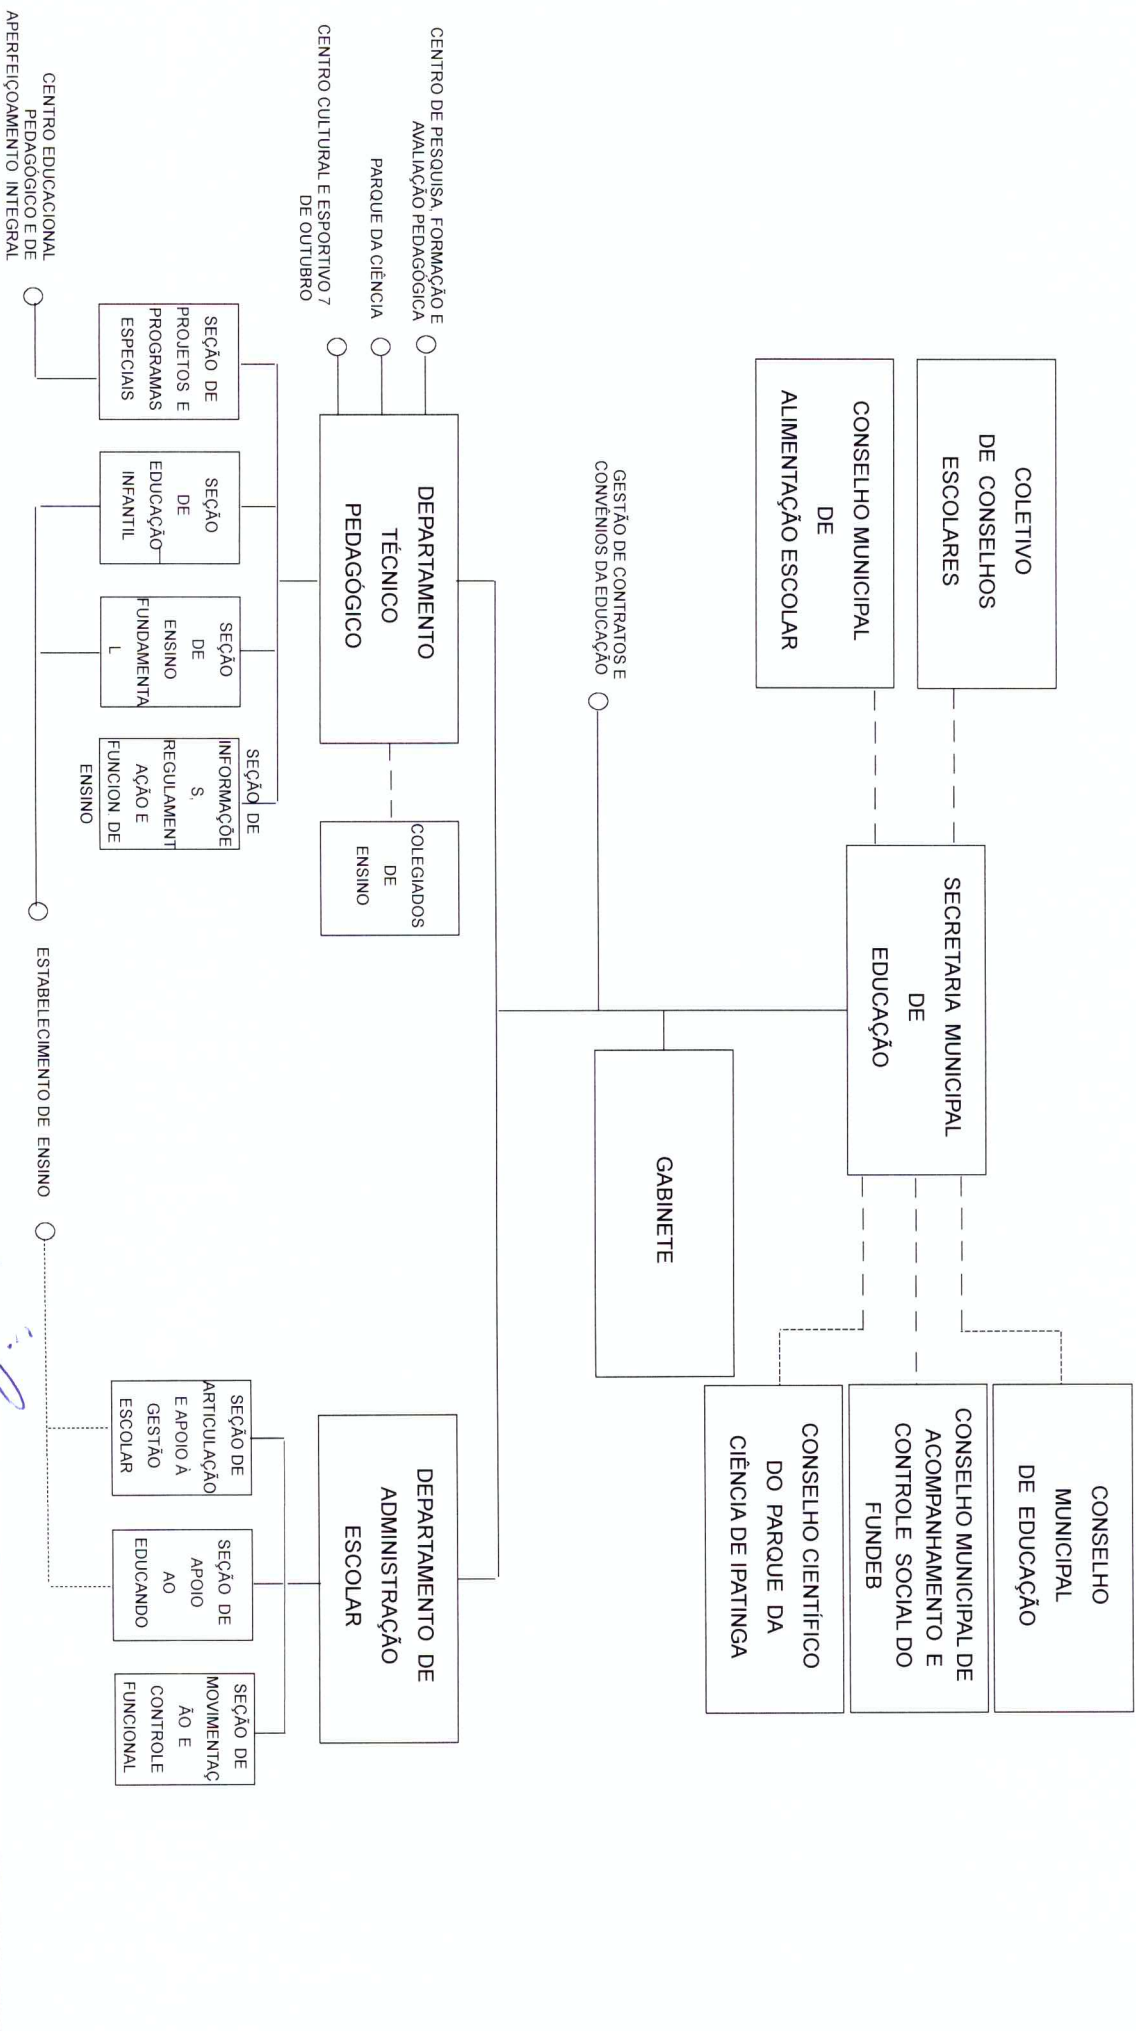 COLETIVO
DE CONSELHOS
ESCOLARES
CONSELHO MUNICIPAL
DE
ALIMENTAÇÃO ESCOLAR
SECRETARIA MUNICIPAL
DE
EDUCAÇÃO
CONSELHO
MUNICIPAL
DE EDUCAÇÃO
CONSELHO MUNICIPAL DE
ACOMPANHAMENTO E
CONTROLE SOCIAL DO
FUNDEB
CONSELHO CIENTÍFICO
DO PARQUE DA
CIÊNCIA DE IPATINGA
GESTÃO DE CONTRATOS E
CONVÊNIOS DA EDUCAÇÃO
GABINETE
CENTRO DE PESQUISA, FORMAÇÃO E
AVALIAÇÃO PEDAGÓGICA
PARQUE DA CIÊNCIA
CENTRO CULTURAL E ESPORTIVO 7
DE OUTUBRO
DEPARTAMENTO
TÉCNICO
PEDAGÓGICO
COLEGIADOS
DE
ENSINO
DEPARTAMENTO DE
ADMINISTRAÇÃO
ESCOLAR
SEÇÃO DE
PROJETOS E
PROGRAMAS
ESPECIAIS
SEÇÃO
DE
EDUCAÇÃO
INFANTIL
SEÇÃO
DE
ENSINO
FUNDAMENTA
L
SEÇÃO DE
INFORMAÇÕE
S,
REGULAMENT
AÇÃO E
FUNCION. DE
ENSINO
SEÇÃO DE
ARTICULAÇÃO
E APOIO À
GESTÃO
ESCOLAR
SEÇÃO DE
APOIO
AO
EDUCANDO
SEÇÃO DE
MOVIMENTAÇ
ÃO E
CONTROLE
FUNCIONAL
CENTRO EDUCACIONAL
PEDAGÓGICO E DE
APERFEIÇOAMENTO INTEGRAL
ESTABELECIMENTO DE ENSINO